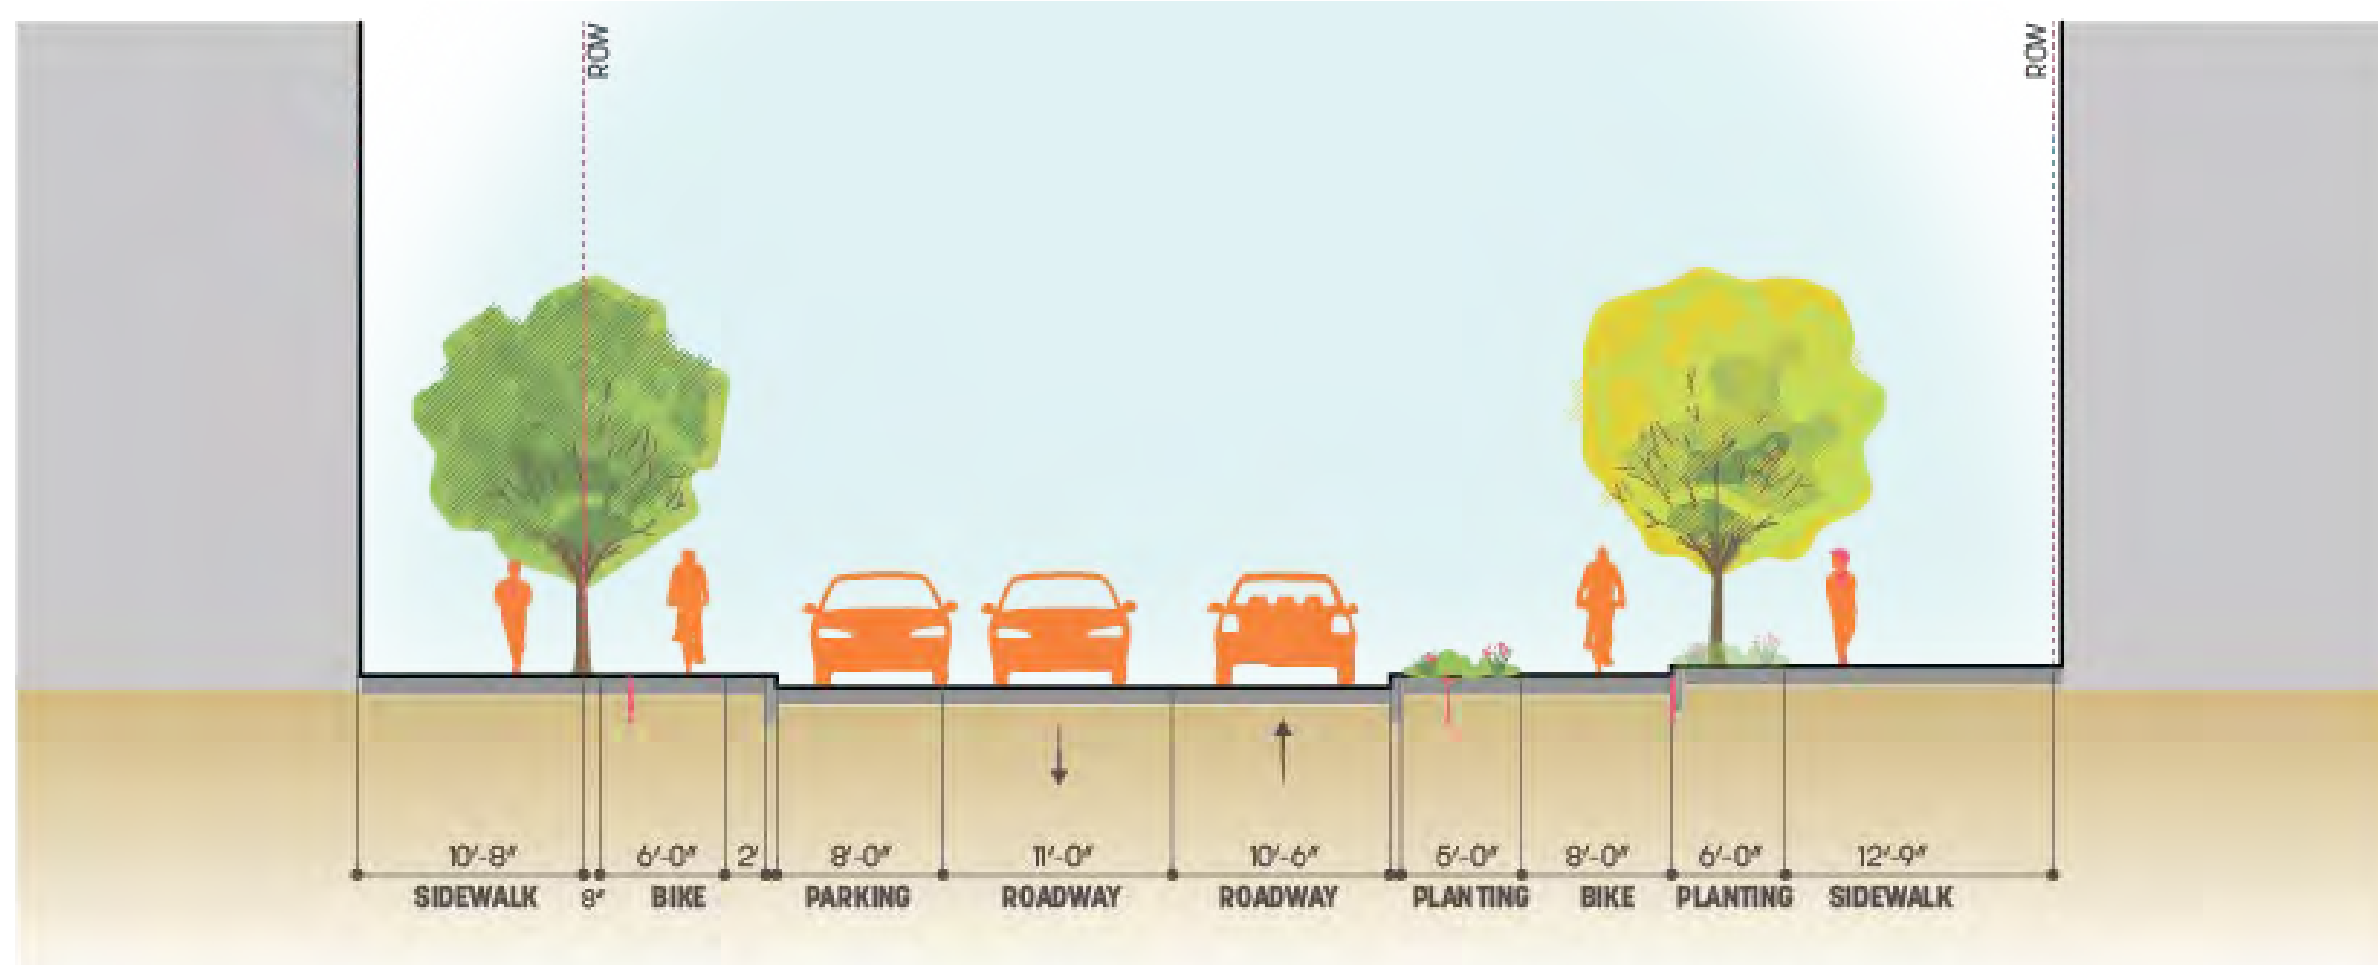 ROW
ROW
10'-8" 6'-0" 2' 8'-0" 11'-0" 10'-6" 5'-0" 8'-0" 6'-0" 12'-9"
SIDEWALK 8" BIKE PARKING ROADWAY ROADWAY PLANTING BIKE PLANTING SIDEWALK